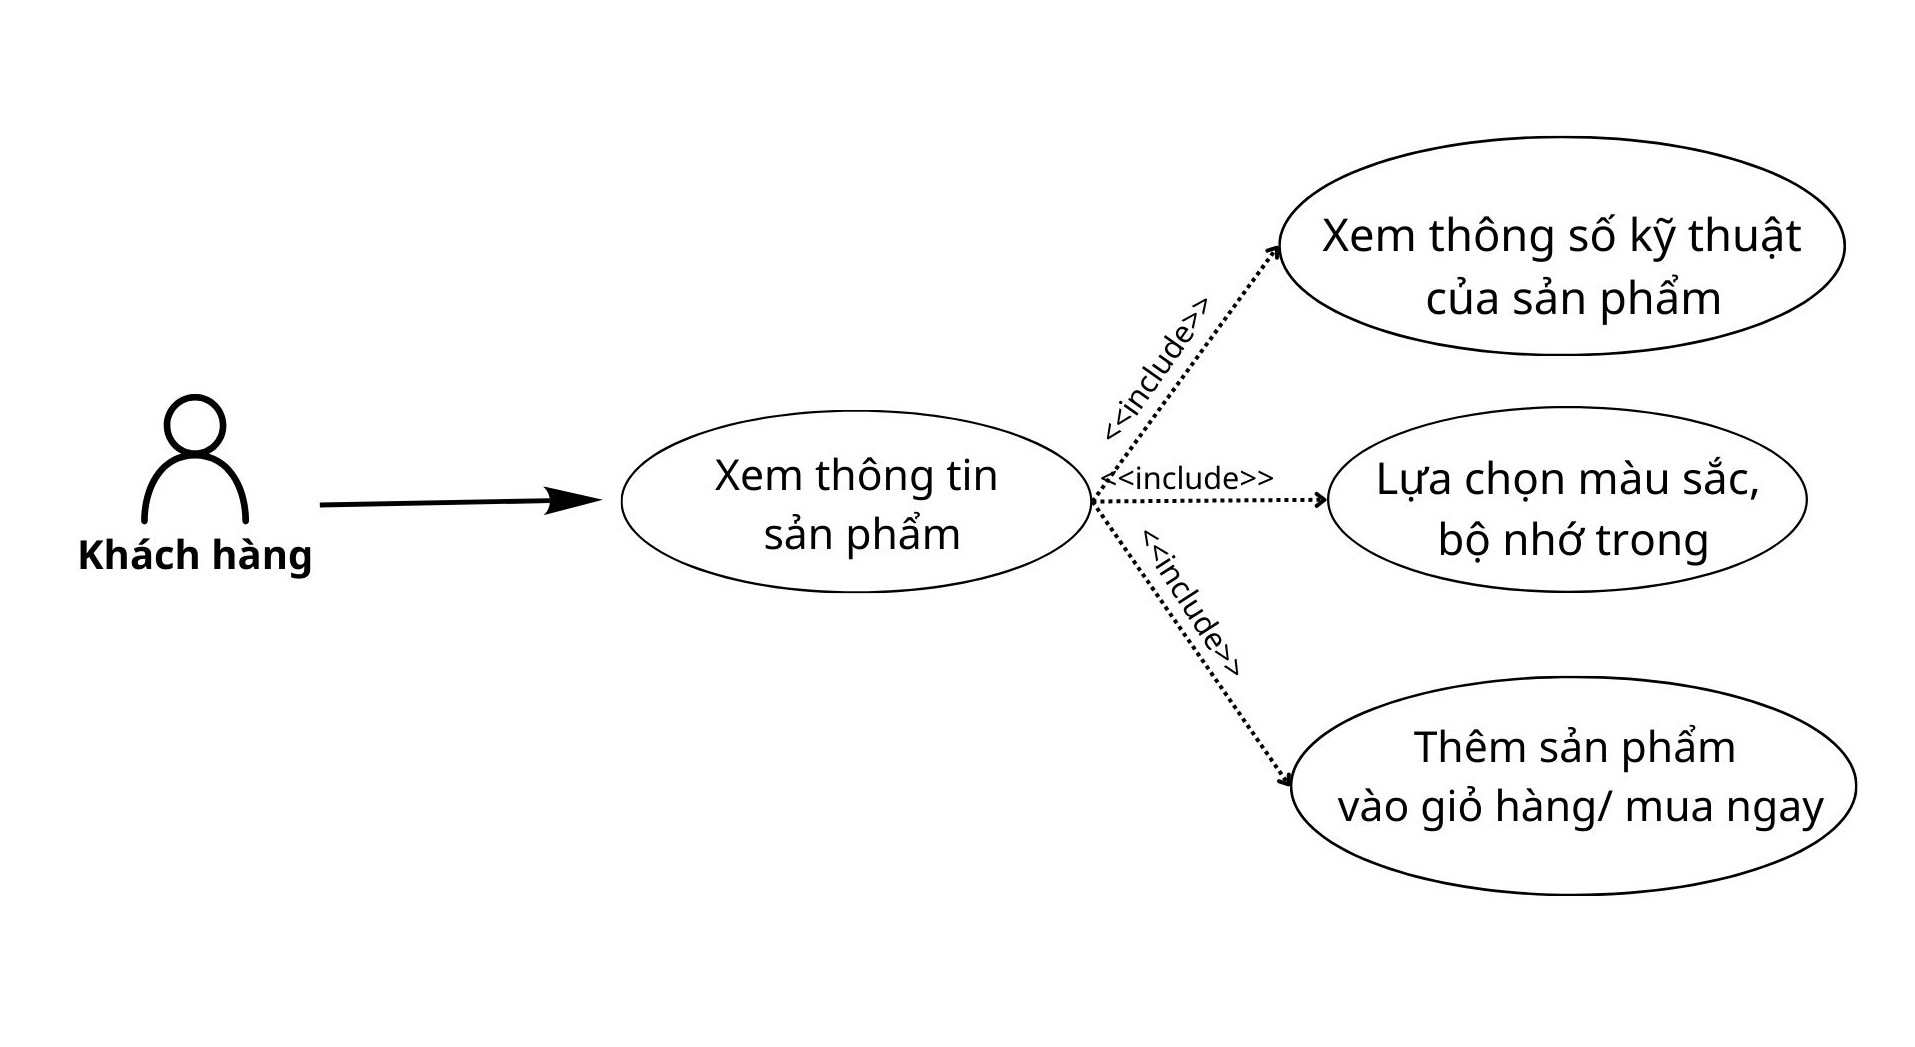 Khách hàng
Xem thông tin
sản phẩm
<<include>>
<<include>>
<<include>>
Xem thông số kỹ thuật
của sản phẩm
Lựa chọn màu sắc,
bộ nhớ trong
Thêm sản phẩm
vào giỏ hàng/ mua ngay